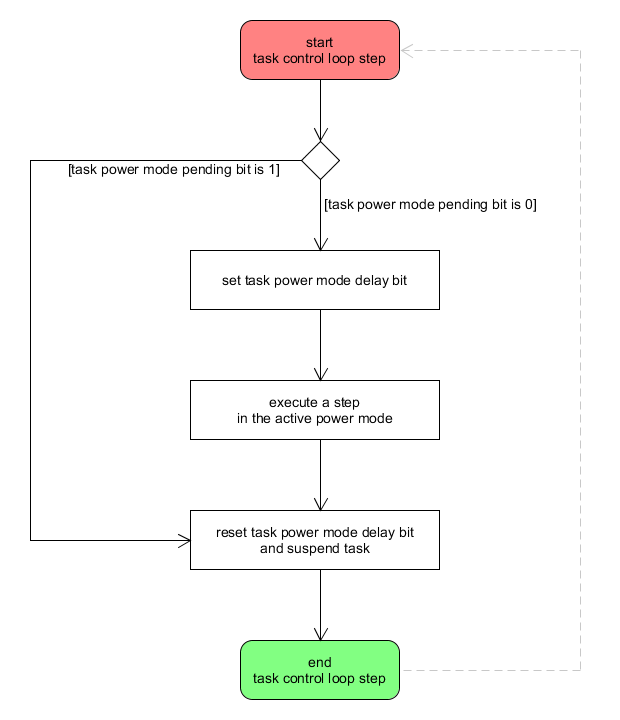 start
task control loop step
[task power mode pending bit is 1]
[task power mode pending bit is 0]
set task power mode delay bit
execute a step
in the active power mode
reset task power mode delay bit
and suspend task
end
task control loop step